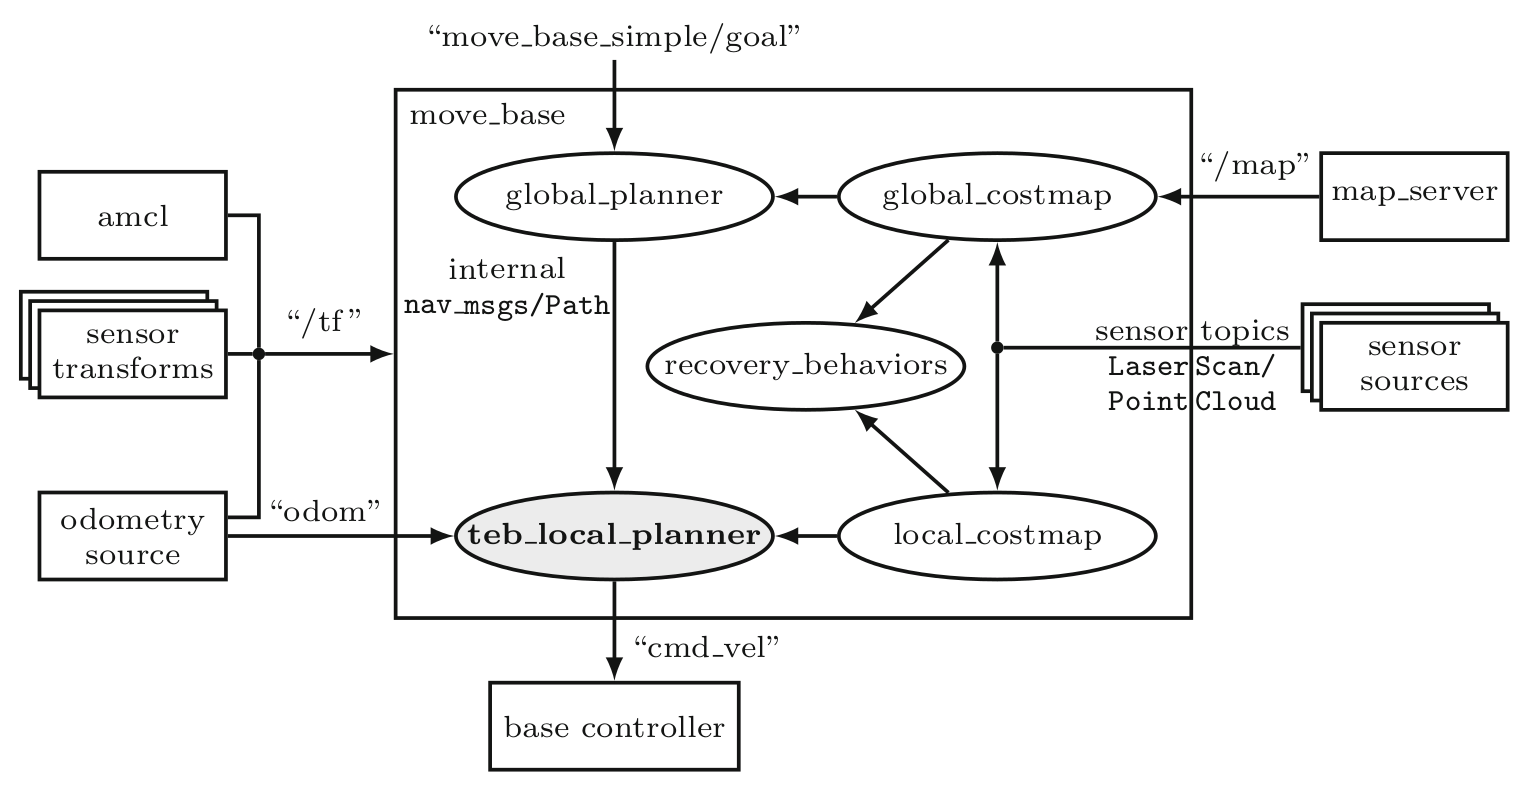 “move_base_simple/goal”
move_base
global_planner
global_costmap
“/map”
map_server
amcl
internal
nav_msgs/Path
sensor
transforms
“/tf”
recovery_behaviors
sensor topics
LaserScan/
PointCloud
sensor
sources
odometry
source
“odom”
teb_local_planner
local_costmap
“cmd_vel”
base controller